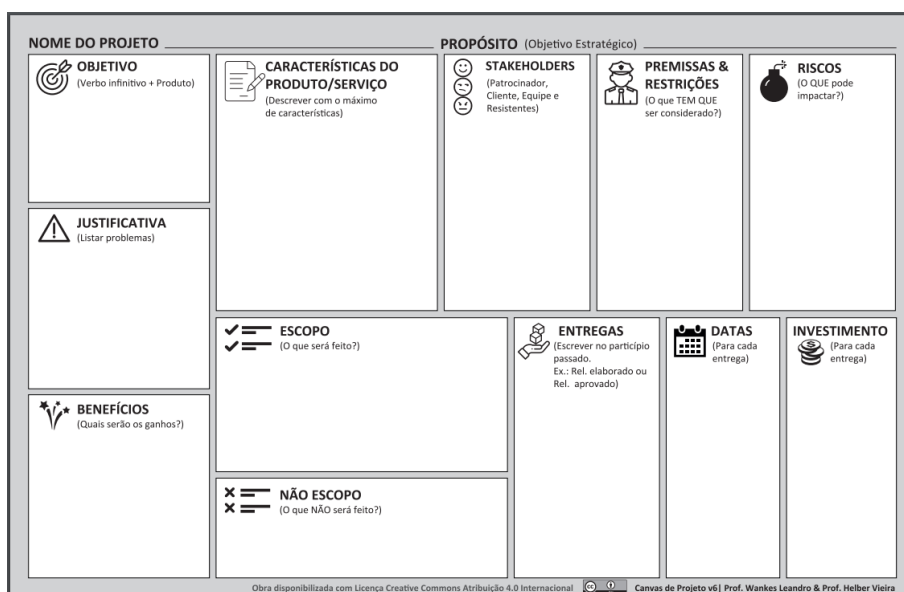 NOME DO PROJETO
PROPÓSITO (Objetivo Estratégico)
OBJETIVO
(Verbo infinitivo + Produto)
CARACTERÍSTICAS DO
PRODUTO/SERVIÇO
(Descrever com o máximo
de características)
STAKEHOLDERS
(Patrocinador,
Cliente, Equipe e
Resistentes)
PREMISSAS &
RESTRIÇÕES
(O que TEM QUE
ser considerado?)
RISCOS
(O QUE pode
impactar?)
JUSTIFICATIVA
(Listar problemas)
ESCOPO
(O que será feito?)
ENTREGAS
(Escrever no particípio
passado.
Ex.: Rel. elaborado ou
Rel. aprovado)
DATAS
(Para cada
entrega)
INVESTIMENTO
$
(Para cada
entrega)
BENEFÍCIOS
(Quais serão os ganhos?)
NÃO ESCOPO
(O que NÃO será feito?)
Obra disponibilizada com Licença Creative Commons Atribuição 4.0 Internacional
cc
Canvas de Projeto v6| Prof. Wankes Leandro & Prof. Helber Vieira